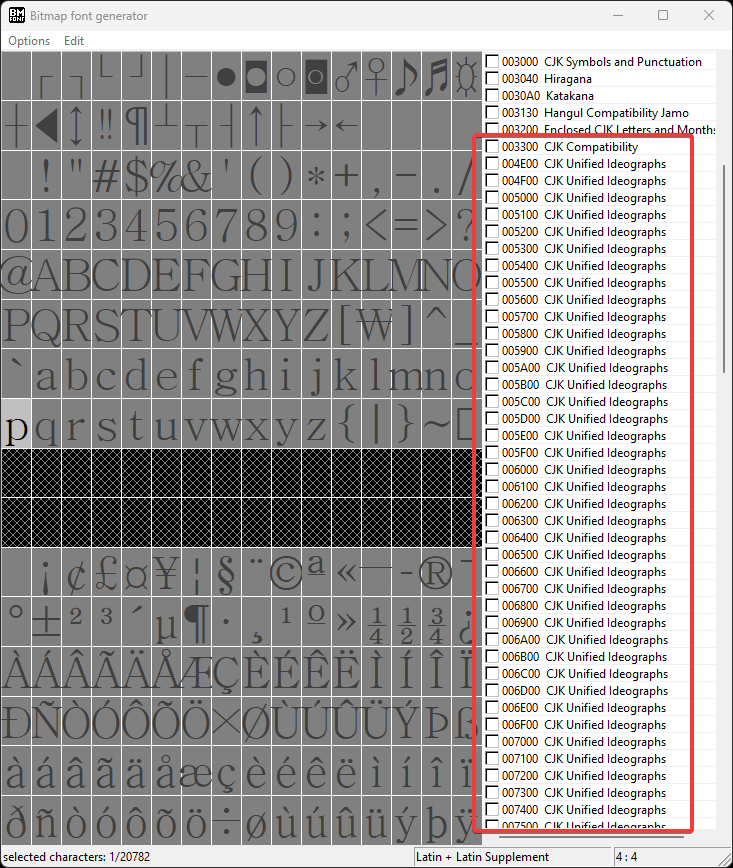 BM FONT Bitmap font generator
Options Edit
┌ ┐ └ ┘ │ ─ ● ◘ ○ ◙ ♂ ♀ ♪ ♬ ☼
┼ ◀ ↕ ‼ ¶ ┴ ┬ ┤ ↑ ├ → ←
! " # $ % & ' ( ) * + , - . /
0 1 2 3 4 5 6 7 8 9 : ; < = > ?
@ A B C D E F G H I J K L M N O
P Q R S T U V W X Y Z [ ₩ ] ^ _
` a b c d e f g h i j k l m n o
p q r s t u v w x y z { | } ~ □
¡ ¢ £ ¤ ¥ ¦ § ¨ © ª « ¬ - ® ¯
° ± ² ³ ´ µ ¶ · ¸ ¹ º » ¼ ½ ¾ ¿
À Á Â Ã Ä Å Æ Ç È É Ê Ë Ì Í Î Ï
Ð Ñ Ò Ó Ô Õ Ö × Ø Ù Ú Û Ü Ý Þ ß
à á â ã ä å æ ç è é ê ë ì í î ï
ð ñ ò ó ô õ ö ÷ ø ù ú û ü ý þ ÿ
003000 CJK Symbols and Punctuation
003040 Hiragana
0030A0 Katakana
003130 Hangul Compatibility Jamo
003200 Enclosed CJK Letters and Months
003300 CJK Compatibility
004E00 CJK Unified Ideographs
004F00 CJK Unified Ideographs
005000 CJK Unified Ideographs
005100 CJK Unified Ideographs
005200 CJK Unified Ideographs
005300 CJK Unified Ideographs
005400 CJK Unified Ideographs
005500 CJK Unified Ideographs
005600 CJK Unified Ideographs
005700 CJK Unified Ideographs
005800 CJK Unified Ideographs
005900 CJK Unified Ideographs
005A00 CJK Unified Ideographs
005B00 CJK Unified Ideographs
005C00 CJK Unified Ideographs
005D00 CJK Unified Ideographs
005E00 CJK Unified Ideographs
005F00 CJK Unified Ideographs
006000 CJK Unified Ideographs
006100 CJK Unified Ideographs
006200 CJK Unified Ideographs
006300 CJK Unified Ideographs
006400 CJK Unified Ideographs
006500 CJK Unified Ideographs
006600 CJK Unified Ideographs
006700 CJK Unified Ideographs
006800 CJK Unified Ideographs
006900 CJK Unified Ideographs
006A00 CJK Unified Ideographs
006B00 CJK Unified Ideographs
006C00 CJK Unified Ideographs
006D00 CJK Unified Ideographs
006E00 CJK Unified Ideographs
006F00 CJK Unified Ideographs
007000 CJK Unified Ideographs
007100 CJK Unified Ideographs
007200 CJK Unified Ideographs
007300 CJK Unified Ideographs
007400 CJK Unified Ideographs
007500 CJK Unified Ideographs
selected characters: 1/20782
Latin + Latin Supplement
4 : 4